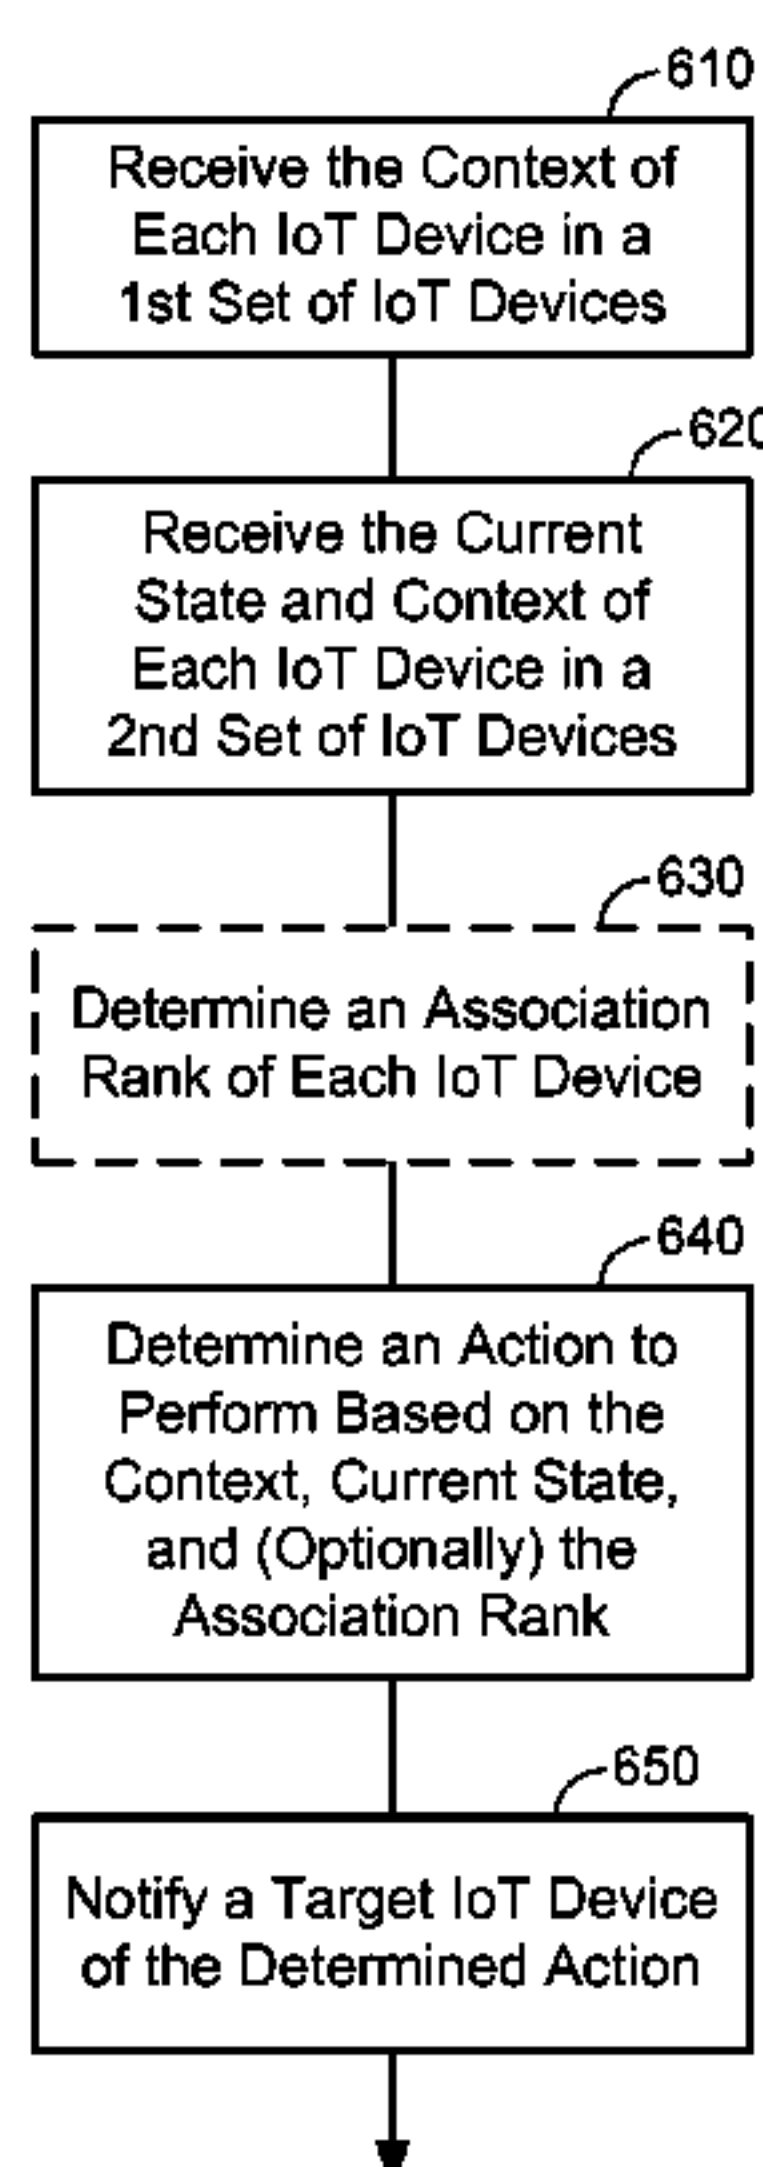 610
Receive the Context of
Each IoT Device in a
1st Set of IoT Devices
620
Receive the Current
State and Context of
Each IoT Device in a
2nd Set of IoT Devices
630
Determine an Association
Rank of Each IoT Device
640
Determine an Action to
Perform Based on the
Context, Current State,
and (Optionally) the
Association Rank
650
Notify a Target IoT Device
of the Determined Action